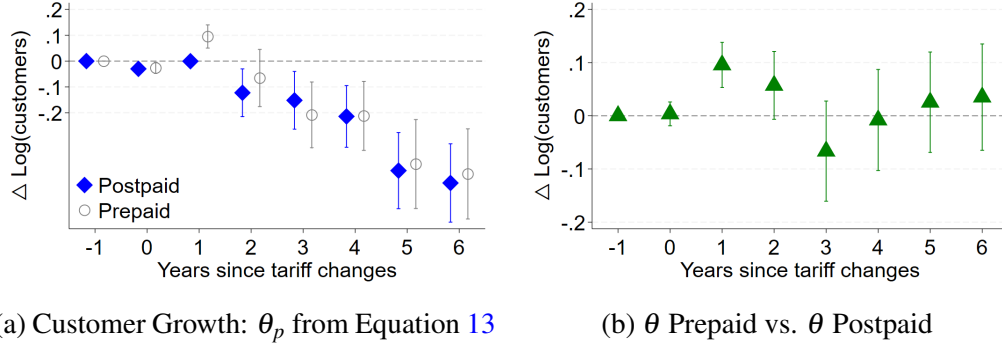 .2
.1
0
-.1
-.2
△ Log(customers)
Postpaid
Prepaid
-1 0 1 2 3 4 5 6
Years since tariff changes
.2
.1
0
-.1
-.2
△ Log(customers)
-1 0 1 2 3 4 5 6
Years since tariff changes
(a) Customer Growth: θp from Equation 13
(b) θ Prepaid vs. θ Postpaid